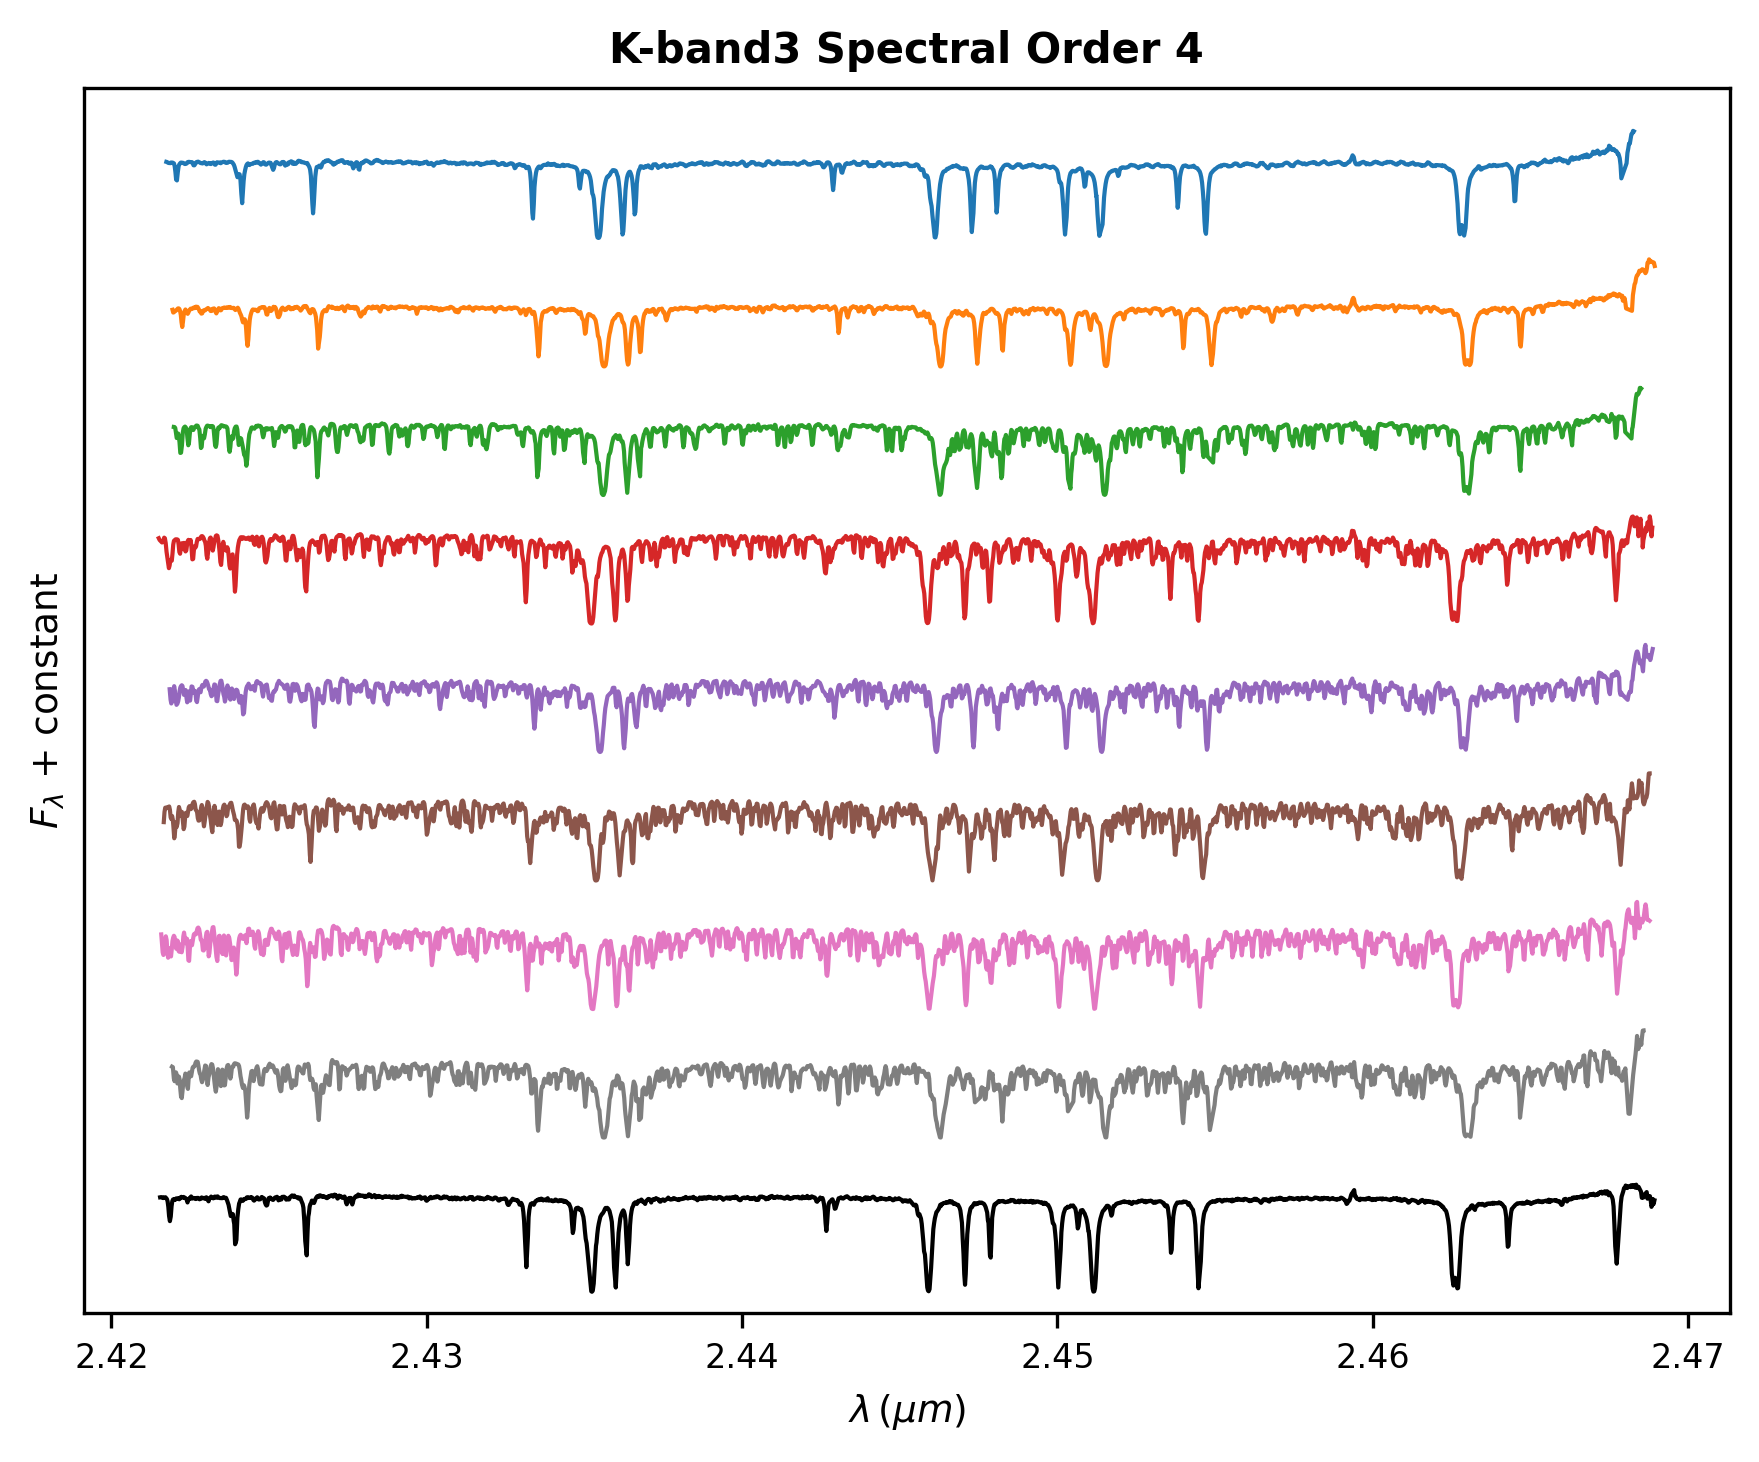 K-band3 Spectral Order 4
F_λ + constant
2.42 2.43 2.44 2.45 2.46 2.47
λ (μm)